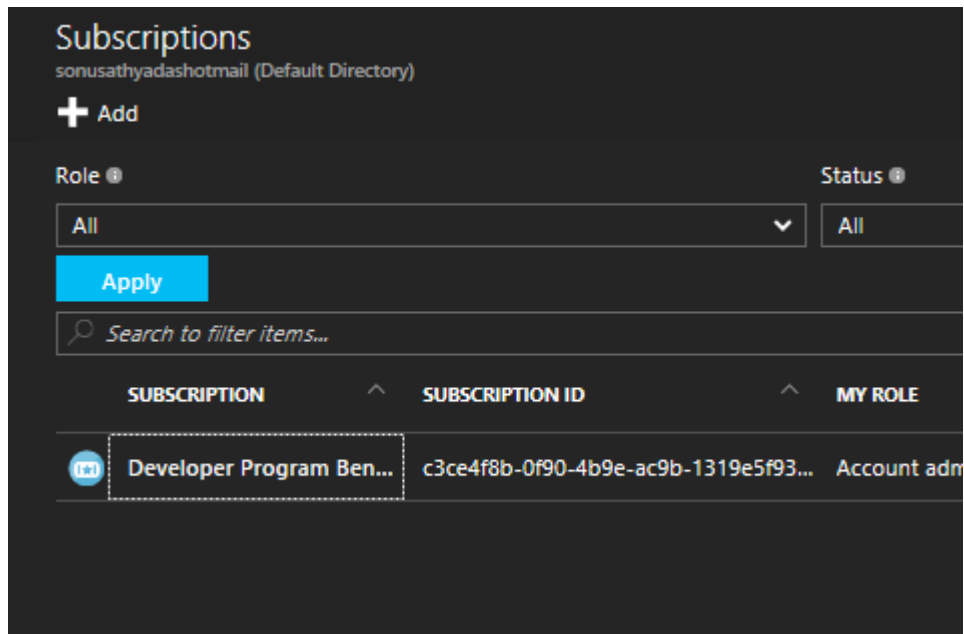 Subscriptions
sonusathyadashotmail (Default Directory)
Add
Role Status
All All
Apply
Search to filter items...
SUBSCRIPTION SUBSCRIPTION ID MY ROLE
Developer Program Ben... c3ce4f8b-0f90-4b9e-ac9b-1319e5f93... Account adm